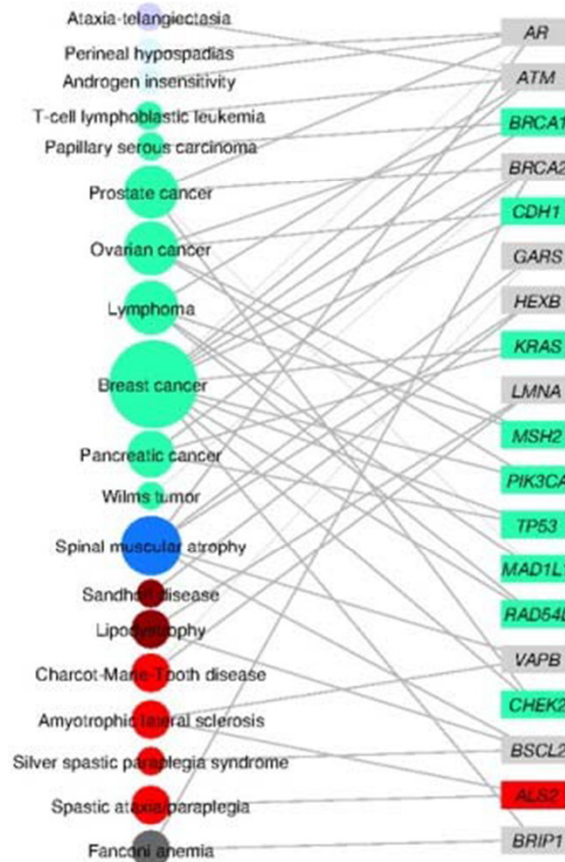 Ataxia-telangiectasia
Perineal hypospadias
Androgen insensitivity
T-cell lymphoblastic leukemia
Papillary serous carcinoma
Prostate cancer
Ovarian cancer
Lymphoma
Breast cancer
Pancreatic cancer
Wilms tumor
Spinal muscular atrophy
Sandhoff disease
Lipodystrophy
Charcot-Marie-Tooth disease
Amyotrophic lateral sclerosis
Silver spastic paraplegia syndrome
Spastic ataxia/paraplegia
Fanconi anemia
AR
ATM
BRCA1
BRCA2
CDH1
GARS
HEXB
KRAS
LMNA
MSH2
PIK3CA
TP53
MAD1L1
RAD54L
VAPB
CHEK2
BSCL2
ALS2
BRIP1